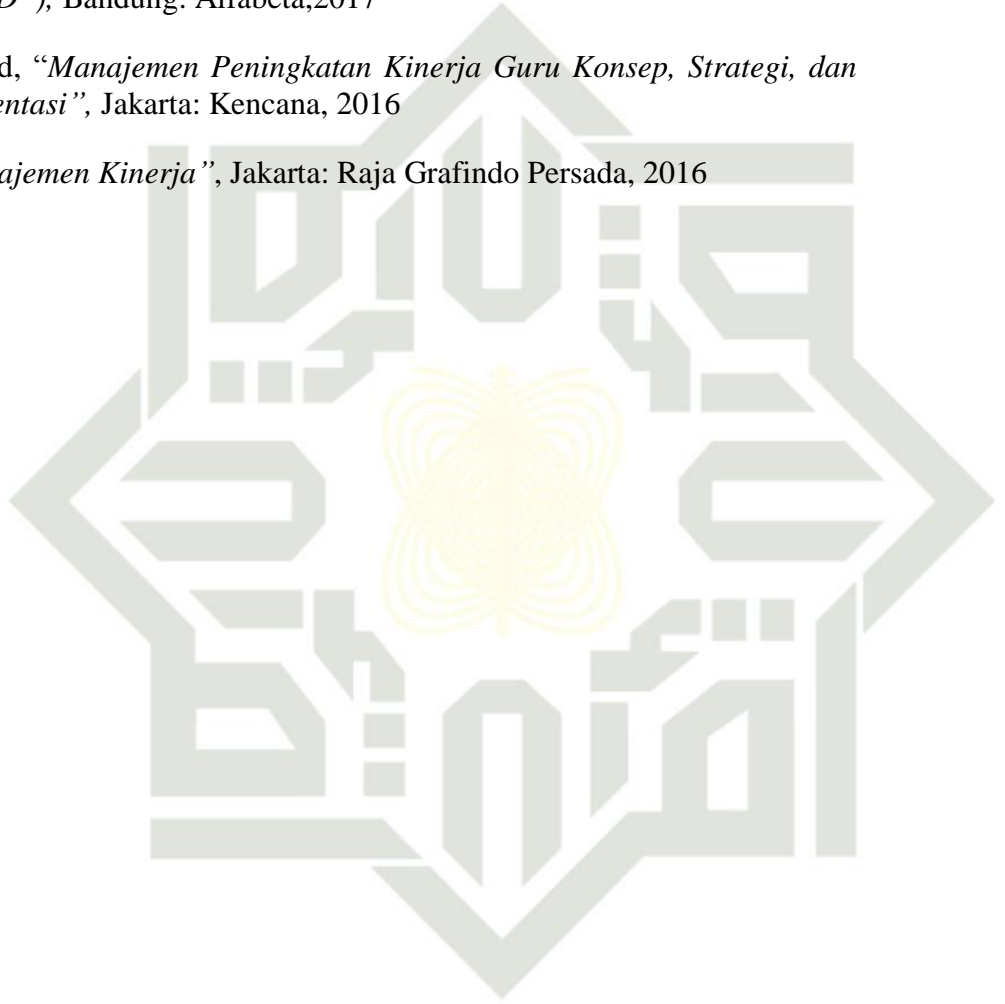 D"), Bandung: Alfabeta,2017
d, “Manajemen Peningkatan Kinerja Guru Konsep, Strategi, dan
entasi”, Jakarta: Kencana, 2016
ajemen Kinerja”, Jakarta: Raja Grafindo Persada, 2016